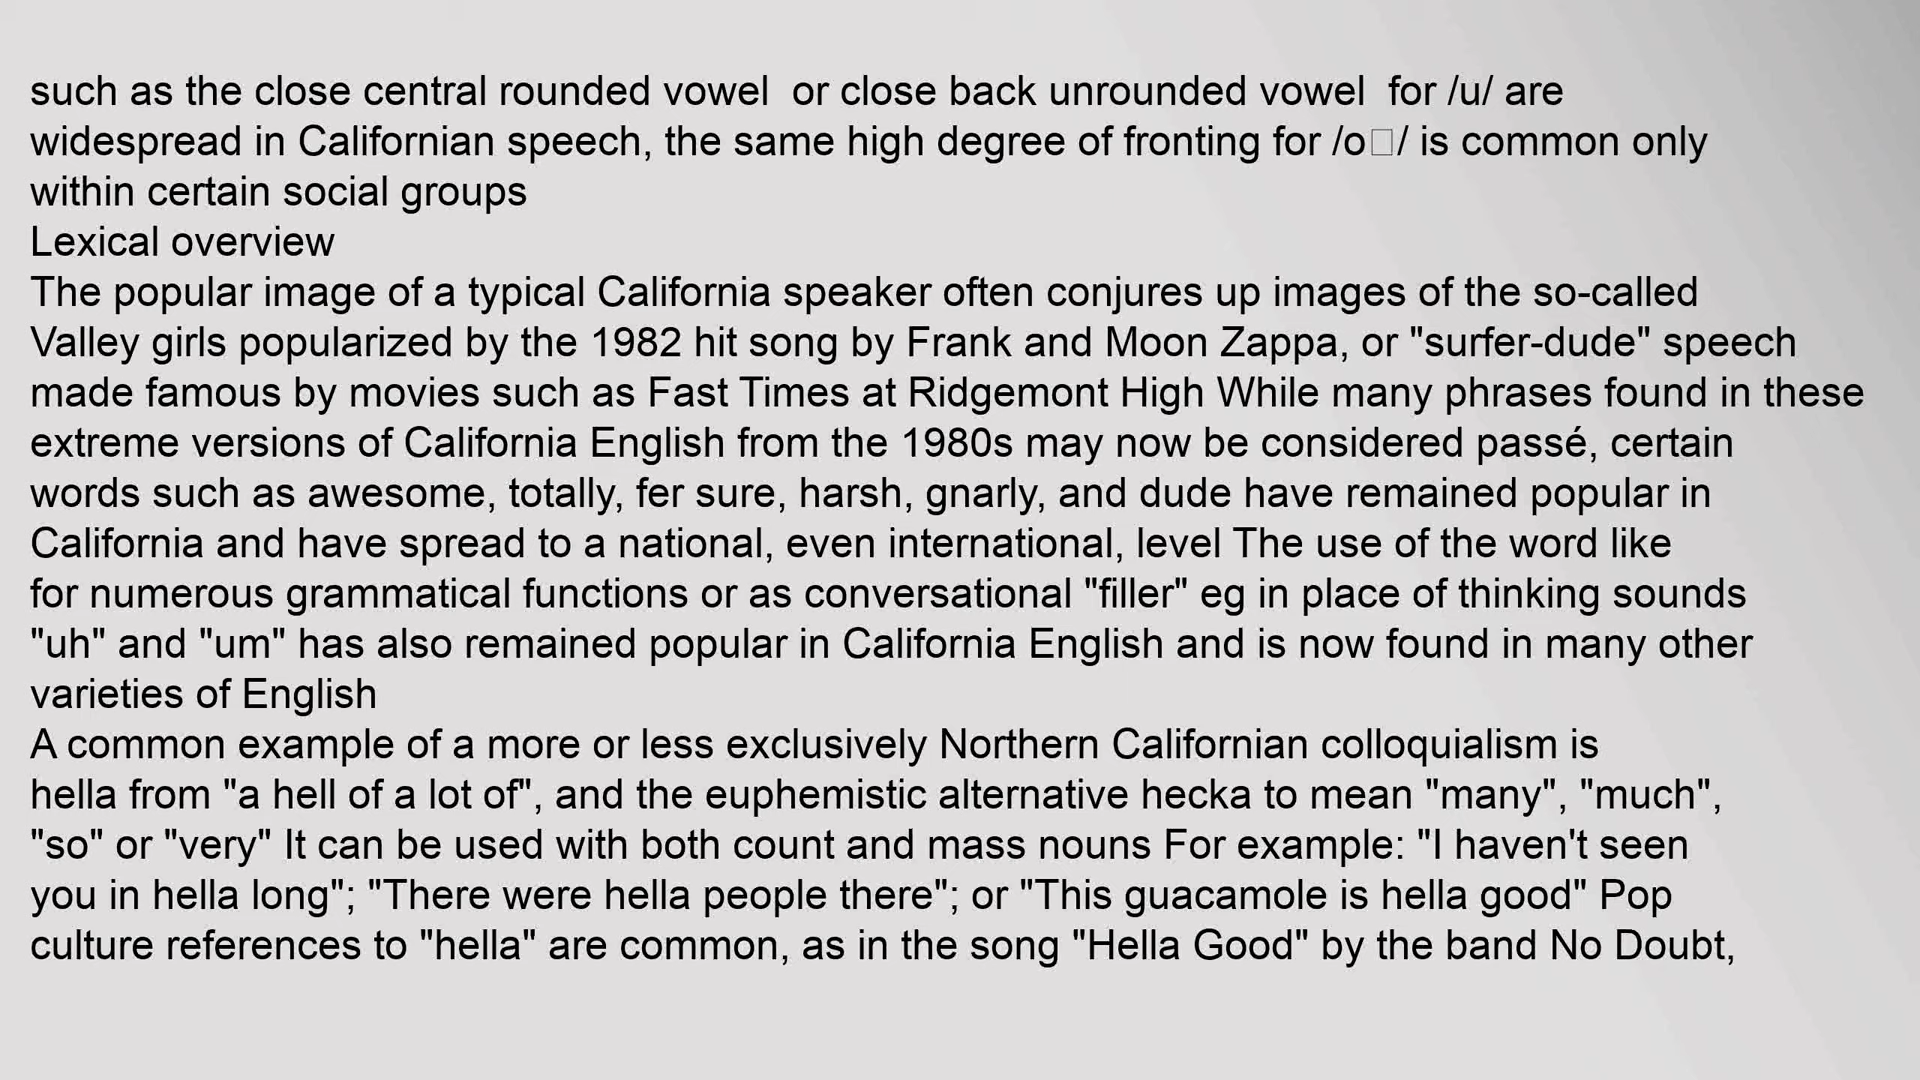 such as the close central rounded vowel  or close back unrounded vowel  for /u/ are
widespread in Californian speech, the same high degree of fronting for /o□/ is common only
within certain social groups
Lexical overview
The popular image of a typical California speaker often conjures up images of the so-called
Valley girls popularized by the 1982 hit song by Frank and Moon Zappa, or "surfer-dude" speech
made famous by movies such as Fast Times at Ridgemont High While many phrases found in these
extreme versions of California English from the 1980s may now be considered passé, certain
words such as awesome, totally, fer sure, harsh, gnarly, and dude have remained popular in
California and have spread to a national, even international, level The use of the word like
for numerous grammatical functions or as conversational "filler" eg in place of thinking sounds
"uh" and "um" has also remained popular in California English and is now found in many other
varieties of English
A common example of a more or less exclusively Northern Californian colloquialism is
hella from "a hell of a lot of", and the euphemistic alternative hecka to mean "many", "much",
"so" or "very" It can be used with both count and mass nouns For example: "I haven't seen
you in hella long"; "There were hella people there"; or "This guacamole is hella good" Pop
culture references to "hella" are common, as in the song "Hella Good" by the band No Doubt,